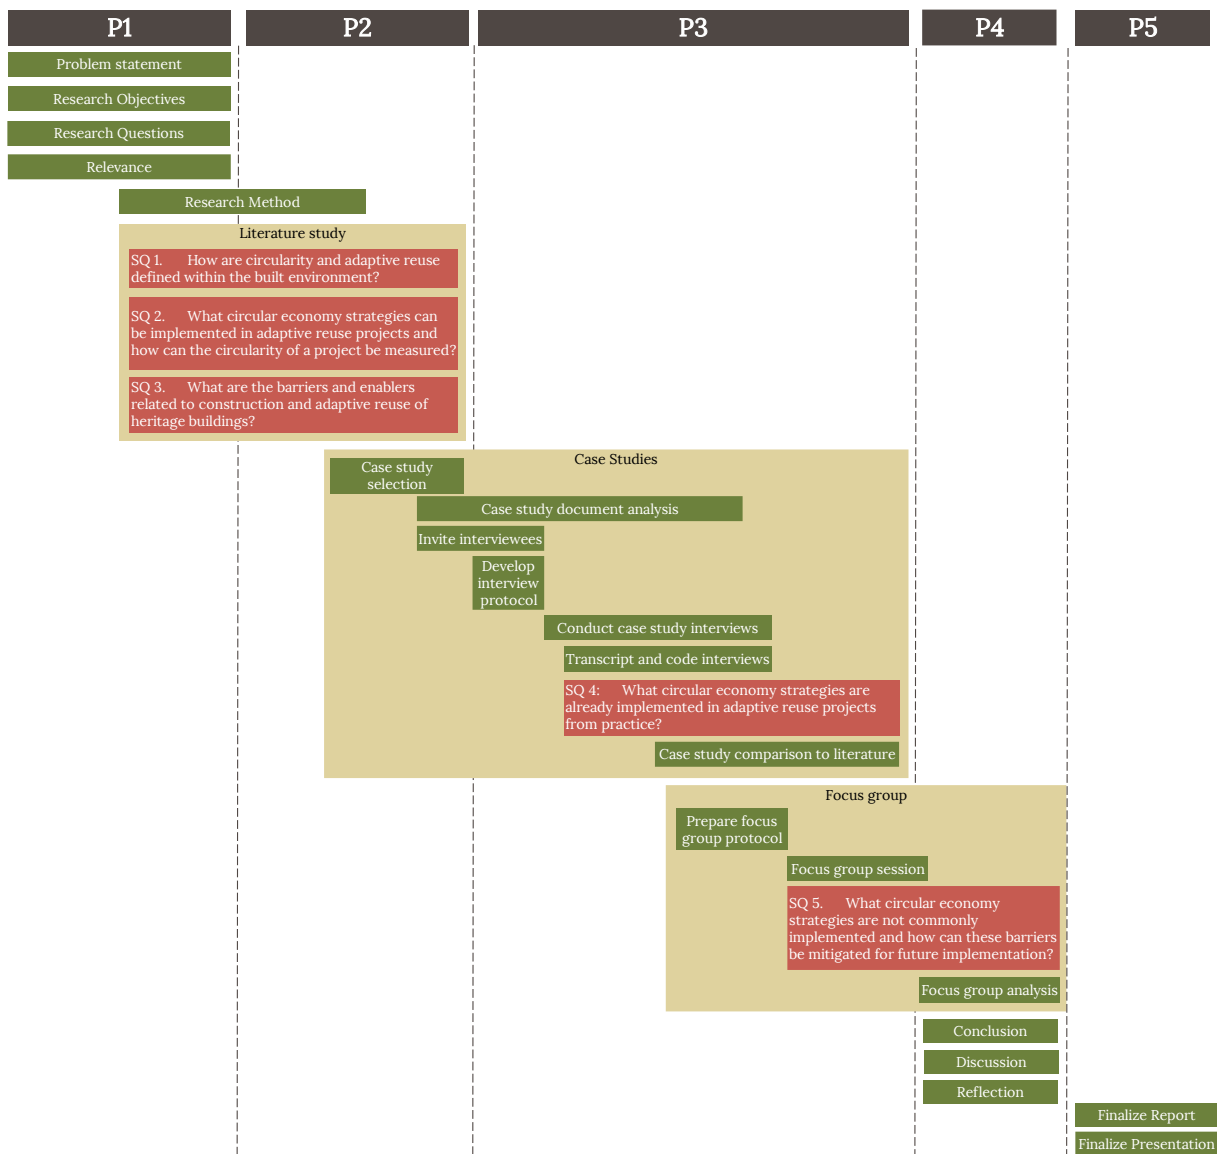 P1
P2
P3
P4
P5
Problem statement
Research Objectives
Research Questions
Relevance
Research Method
Literature study
SQ 1. How are circularity and adaptive reuse
defined within the built environment?
SQ 2. What circular economy strategies can
be implemented in adaptive reuse projects and
how can the circularity of a project be measured?
SQ 3. What are the barriers and enablers
related to construction and adaptive reuse of
heritage buildings?
Case Studies
Case study
selection
Case study document analysis
Invite interviewees
Develop
interview
protocol
Conduct case study interviews
Transcript and code interviews
SQ 4: What circular economy strategies are
already implemented in adaptive reuse projects
from practice?
Case study comparison to literature
Focus group
Prepare focus
group protocol
Focus group session
SQ 5. What circular economy
strategies are not commonly
implemented and how can these barriers
be mitigated for future implementation?
Focus group analysis
Conclusion
Discussion
Reflection
Finalize Report
Finalize Presentation